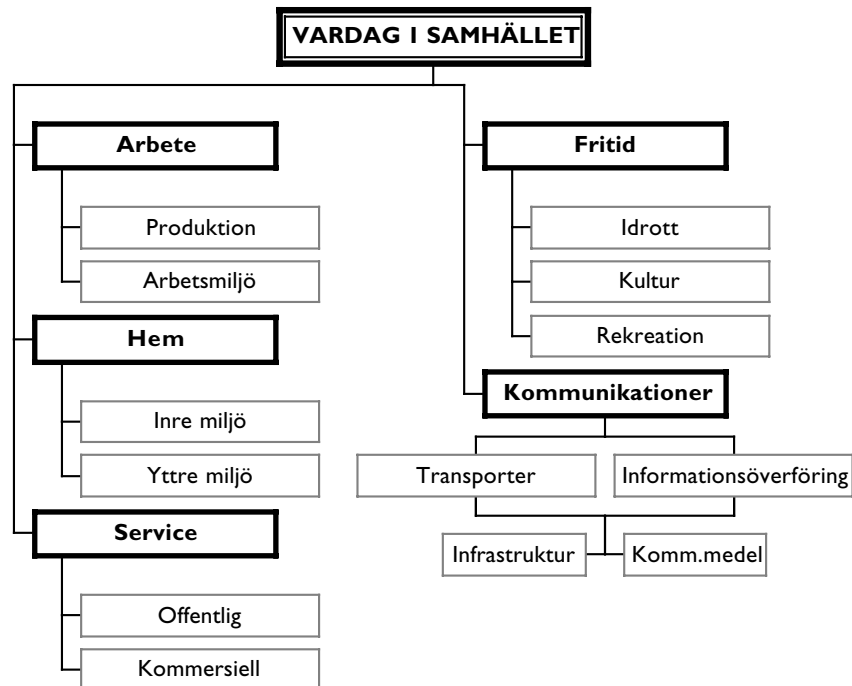 VARDAG I SAMHÄLLET
Arbete
Produktion
Arbetsmiljö
Hem
Inre miljö
Yttre miljö
Service
Offentlig
Kommersiell
Fritid
Idrott
Kultur
Rekreation
Kommunikationer
Transporter
Informationsöverföring
Infrastruktur
Komm.medel